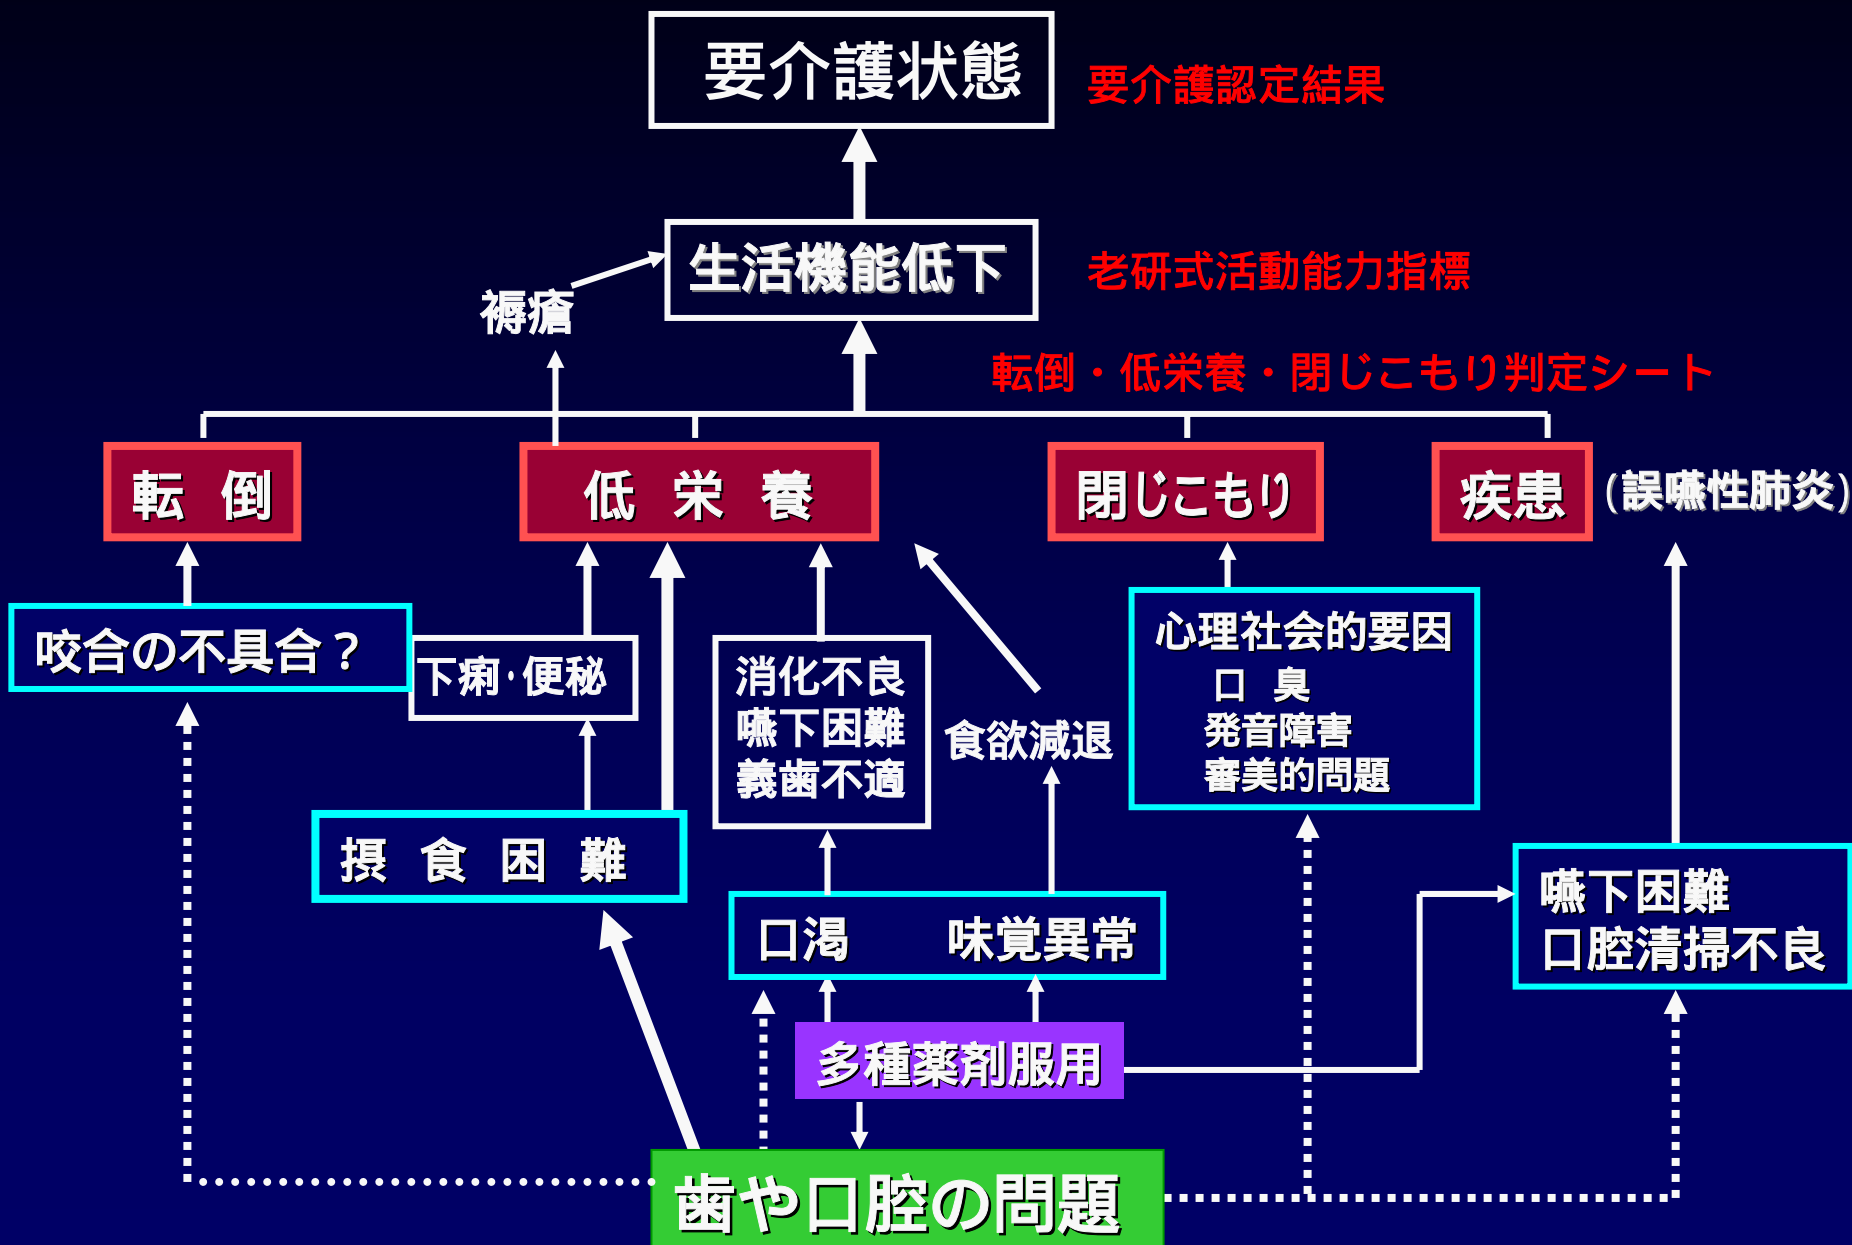 要介護状態
要介護認定結果
生活機能低下
老研式活動能力指標
褥瘡
転倒・低栄養・閉じこもり判定シート
転 倒
低 栄 養
閉じこもり
疾患
(誤嚥性肺炎)
咬合の不具合？
下痢・便秘
消化不良
嚥下困難
義歯不適
食欲減退
心理社会的要因
口 臭
発音障害
審美的問題
摂 食 困 難
口渇 味覚異常
嚥下困難
口腔清掃不良
多種薬剤服用
歯や口腔の問題